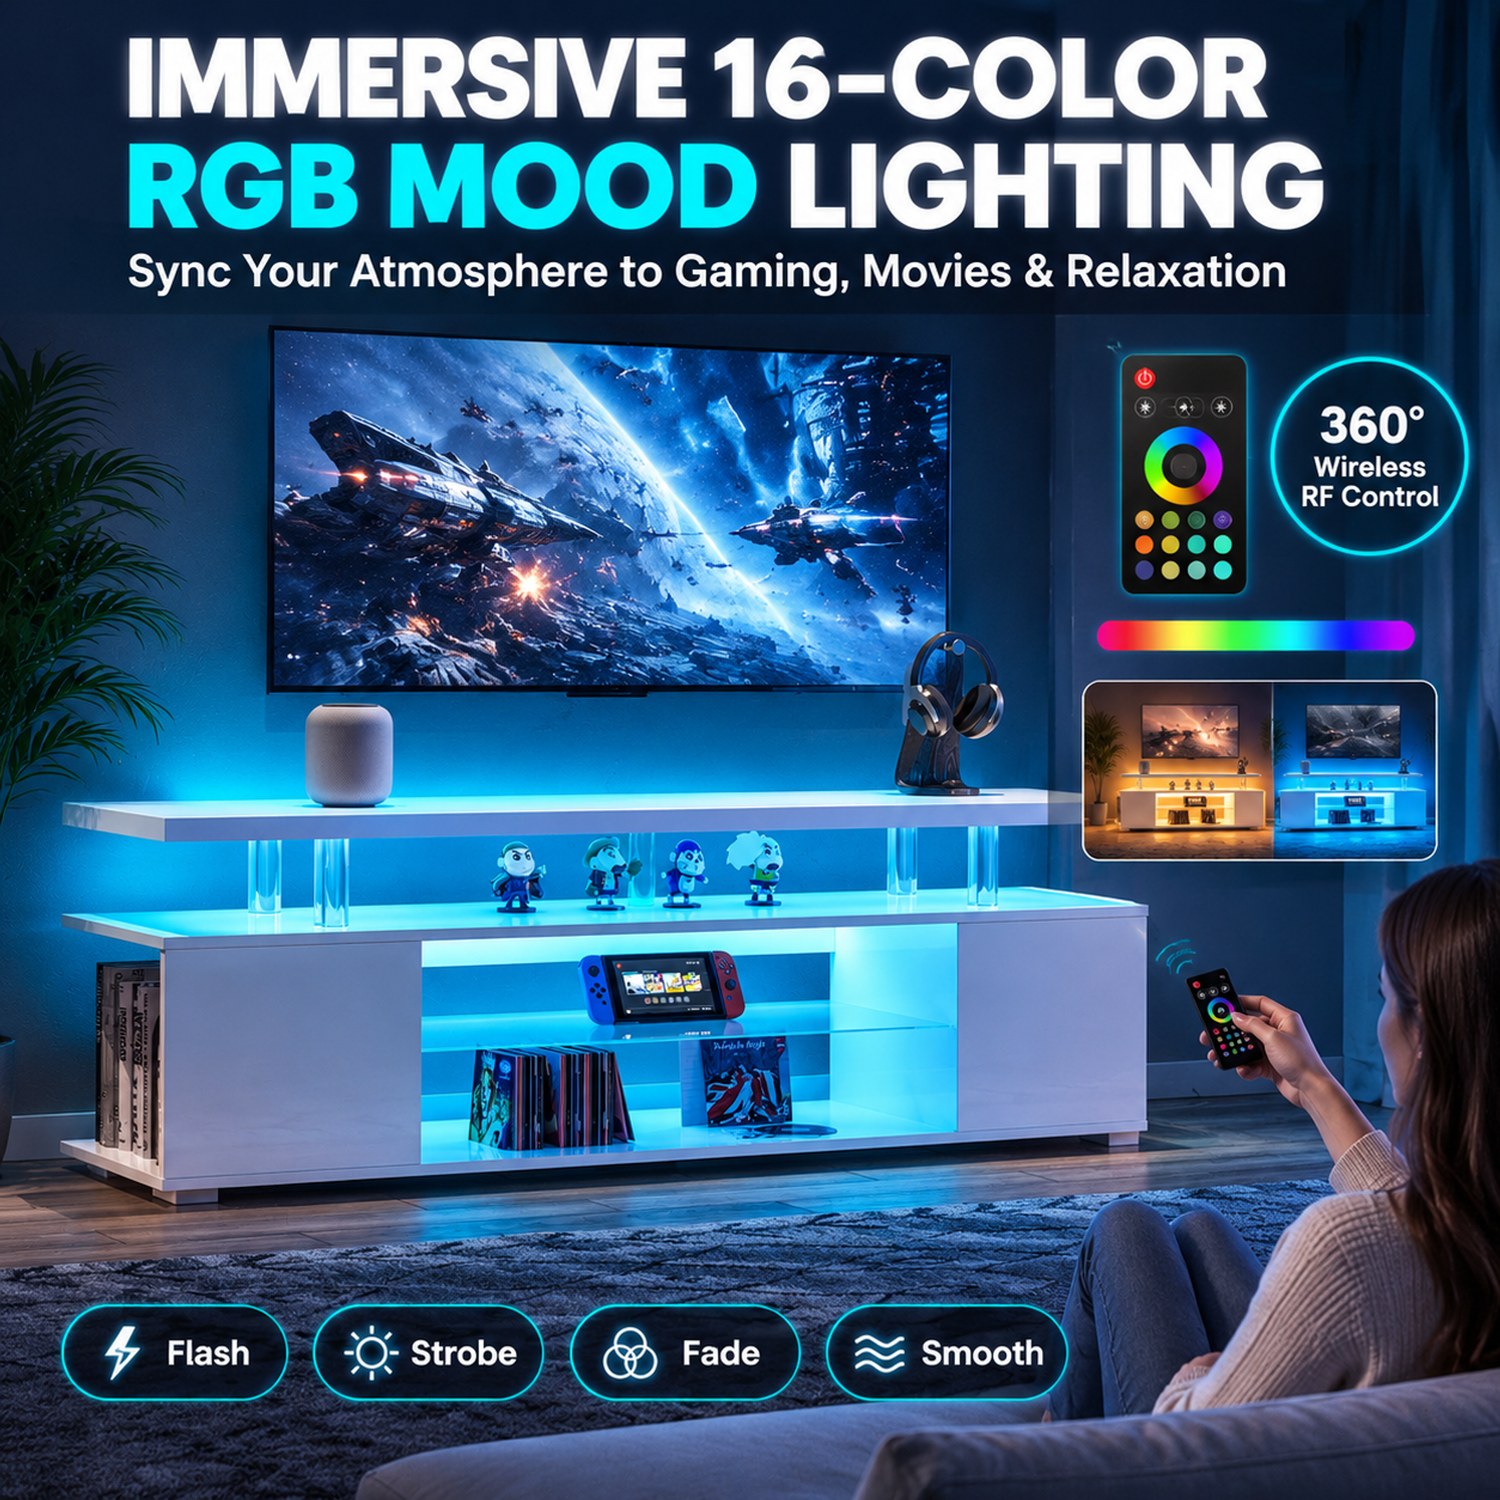 IMMERSIVE 16-COLOR
RGB MOOD LIGHTING
Sync Your Atmosphere to Gaming, Movies & Relaxation
360°
Wireless
RF Control
Flash
Strobe
Fade
Smooth